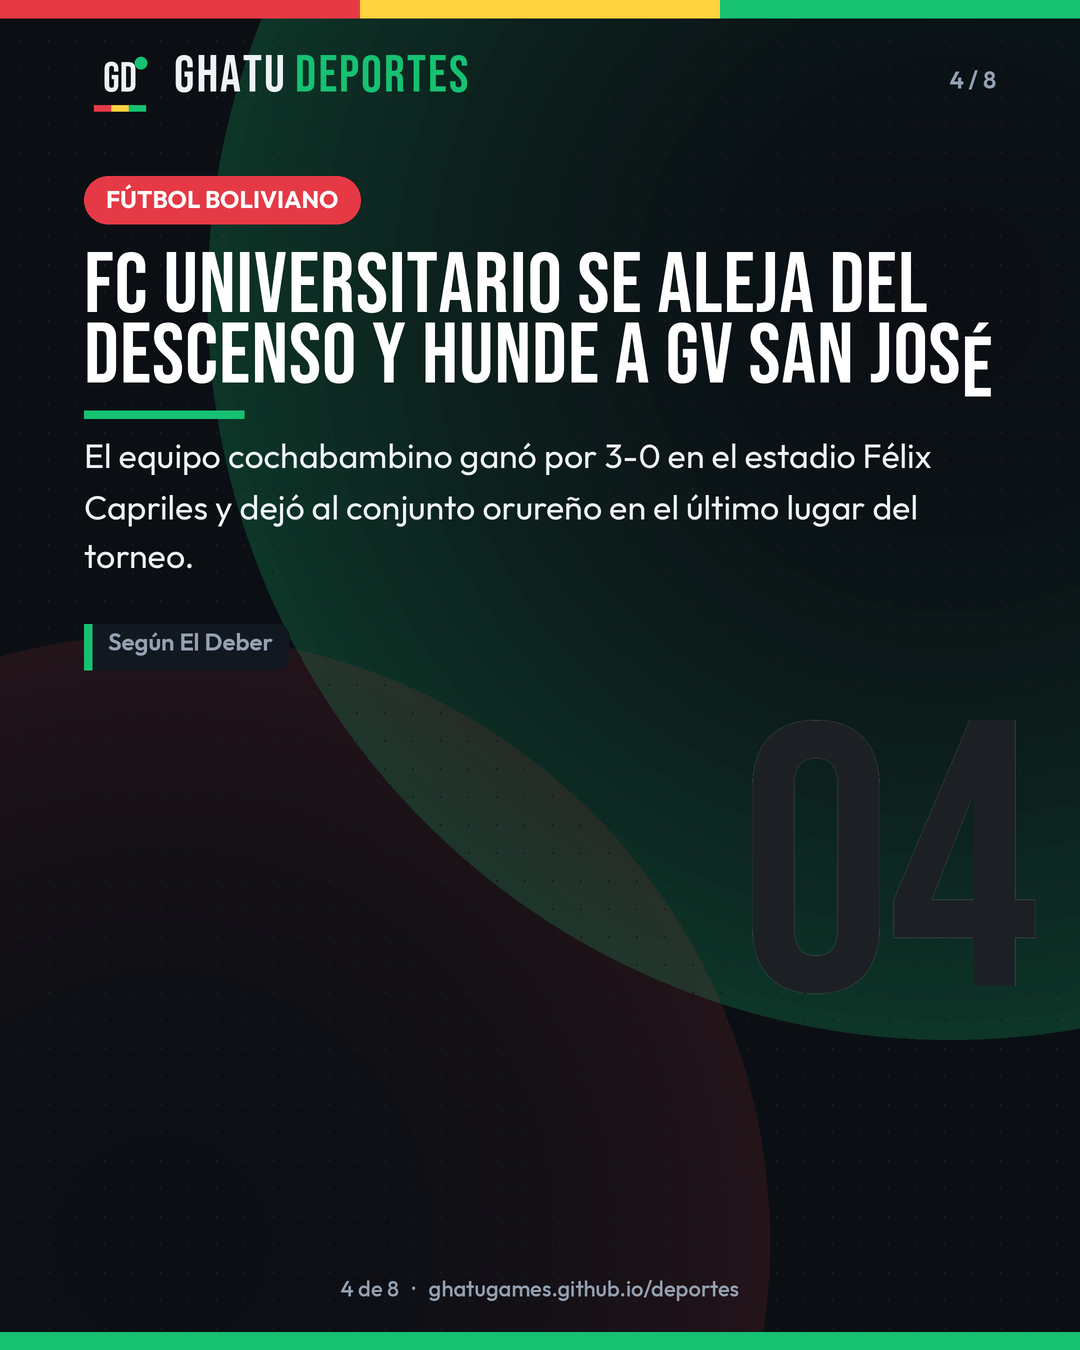 GD
GHATU DEPORTES
4 / 8
FÚTBOL BOLIVIANO
FC UNIVERSITARIO SE ALEJA DEL
DESCENSO Y HUNDE A GV SAN JOSÉ
El equipo cochabambino ganó por 3-0 en el estadio Félix
Capriles y dejó al conjunto orureño en el último lugar del
torneo.
Según El Deber
04
4 de 8 · ghatugames.github.io/deportes